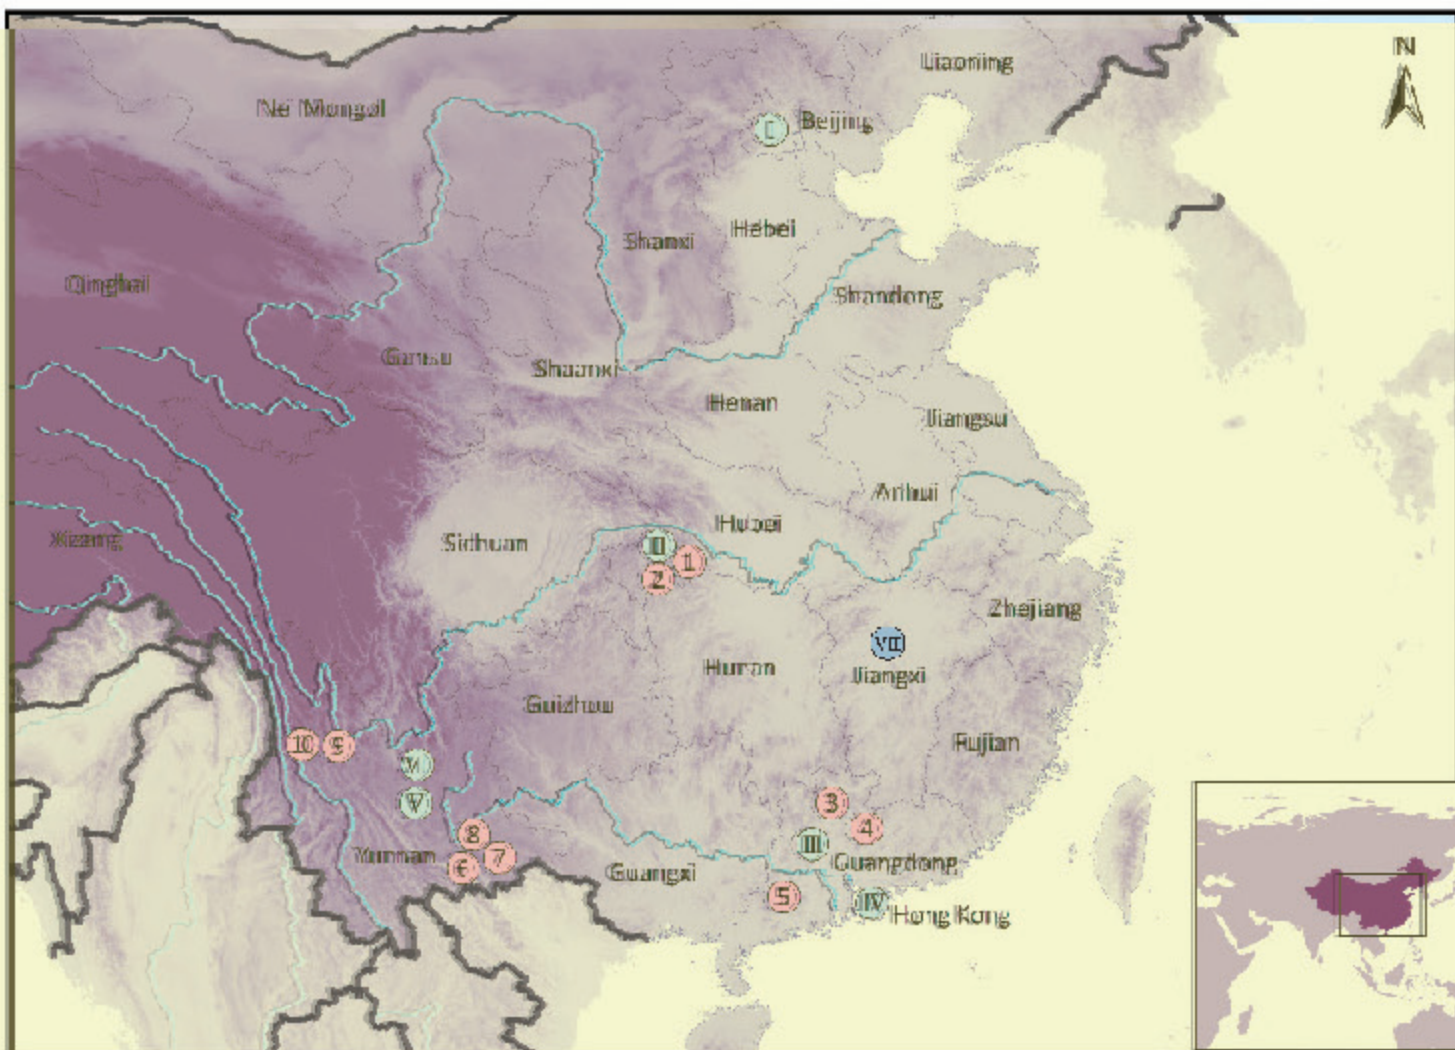 N
Liaoning
Nei Mongol
I
Beijing
Hebei
Shanxi
Qinghai
Shandong
Gansu
Shaanxi
Henan
Jiangsu
Anhui
Hubei
Xizang
Sidhuan
II
1
2
Zhejiang
VII
Hunan
Jiangxi
Guizhou
Fujian
10
9
VI
V
3
4
8
III
7
Yunnan
6
Guangdong
Guangxi
5
IV
Hong Kong